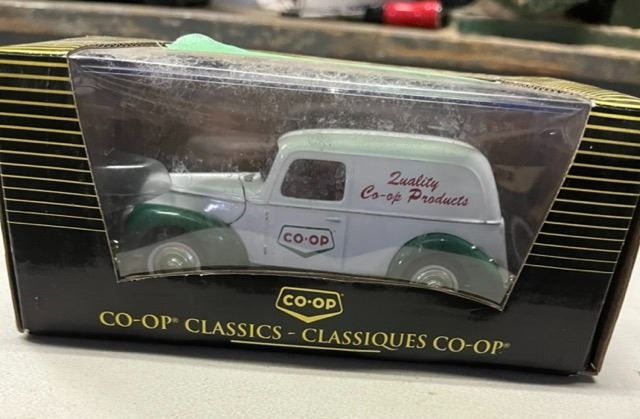 Quality
Co-op Products
CO-OP
CO-OP
CO-OP® CLASSICS - CLASSIQUES CO-OP®